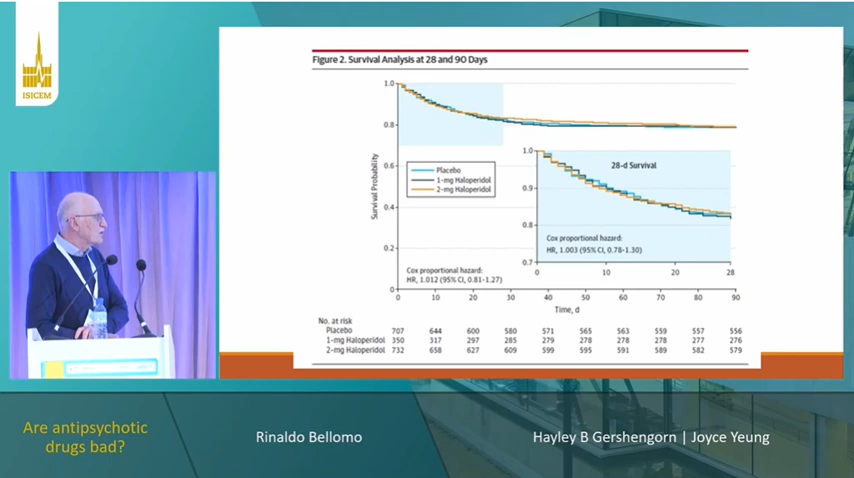 ISICEM
Figure 2. Survival Analysis at 28 and 90 Days
1.0
0.8
0.6
0.4
0.2
0
Survival Probability
Placebo
1-mg Haloperidol
2-mg Haloperidol
Cox proportional hazard:
HR, 1.012 (95% CI, 0.81-1.27)
1.0
0.9
0.8
0.7
28-d Survival
Cox proportional hazard:
HR, 1.003 (95% CI, 0.78-1.30)
0 10 20 28
0 10 20 30 40 50 60 70 80 90
Time, d
No. at risk
Placebo 707 644 600 580 571 565 563 559 557 556
1-mg Haloperidol 350 317 297 285 279 278 278 278 277 276
2-mg Haloperidol 732 658 627 609 599 595 591 589 582 579
Are antipsychotic
drugs bad?
Rinaldo Bellomo
Hayley B Gershengorn | Joyce Yeung